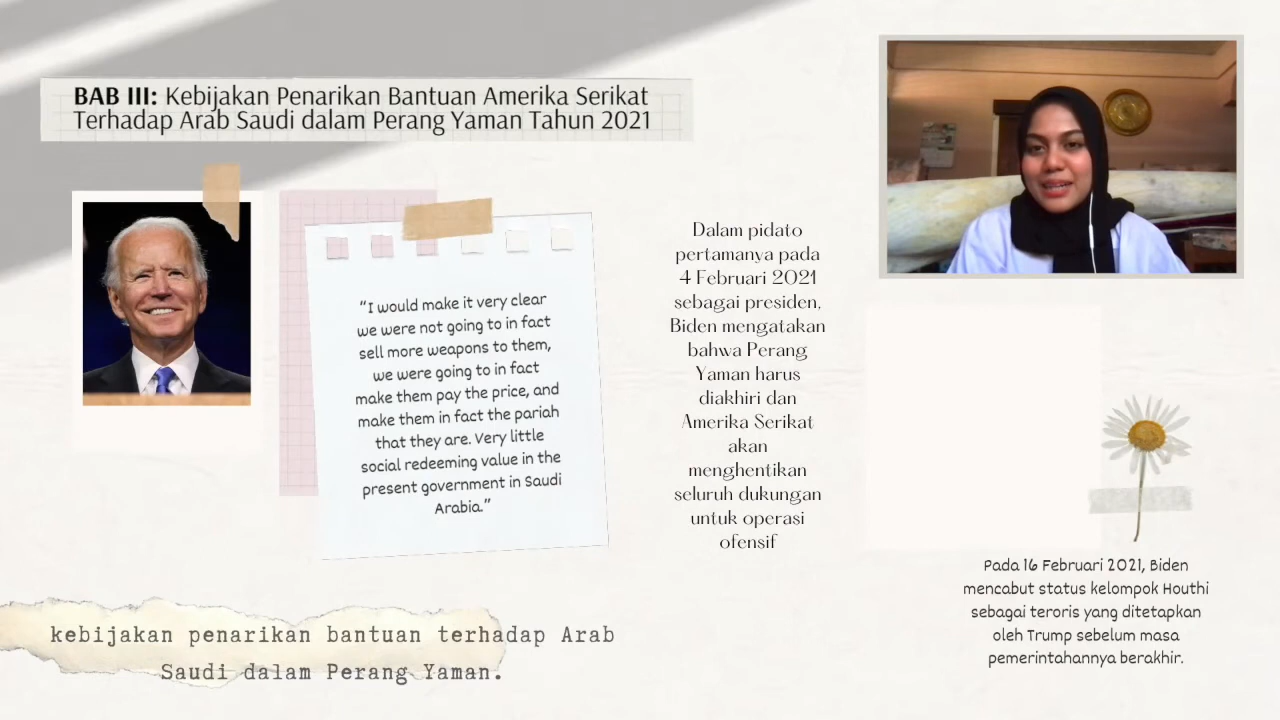 BAB III: Kebijakan Penarikan Bantuan Amerika Serikat
Terhadap Arab Saudi dalam Perang Yaman Tahun 2021
“I would make it very clear
we were not going to in fact
sell more weapons to them,
we were going to in fact
make them pay the price, and
make them in fact the pariah
that they are. Very little
social redeeming value in the
present government in Saudi
Arabia.”
Dalam pidato
pertamanya pada
4 Februari 2021
sebagai presiden,
Biden mengatakan
bahwa Perang
Yaman harus
diakhiri dan
Amerika Serikat
akan
menghentikan
seluruh dukungan
untuk operasi
ofensif
Pada 16 Februari 2021, Biden
mencabut status kelompok Houthi
sebagai teroris yang ditetapkan
oleh Trump sebelum masa
pemerintahannya berakhir.
kebijakan penarikan bantuan terhadap Arab
Saudi dalam Perang Yaman.